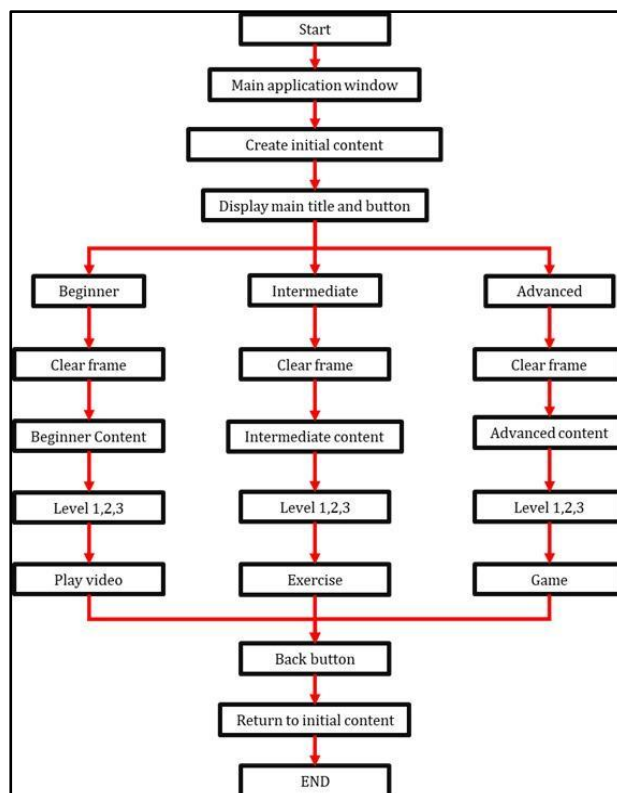 Start
Main application window
Create initial content
Display main title and button
Beginner
Intermediate
Advanced
Clear frame
Clear frame
Clear frame
Beginner Content
Intermediate content
Advanced content
Level 1,2,3
Level 1,2,3
Level 1,2,3
Play video
Exercise
Game
Back button
Return to initial content
END